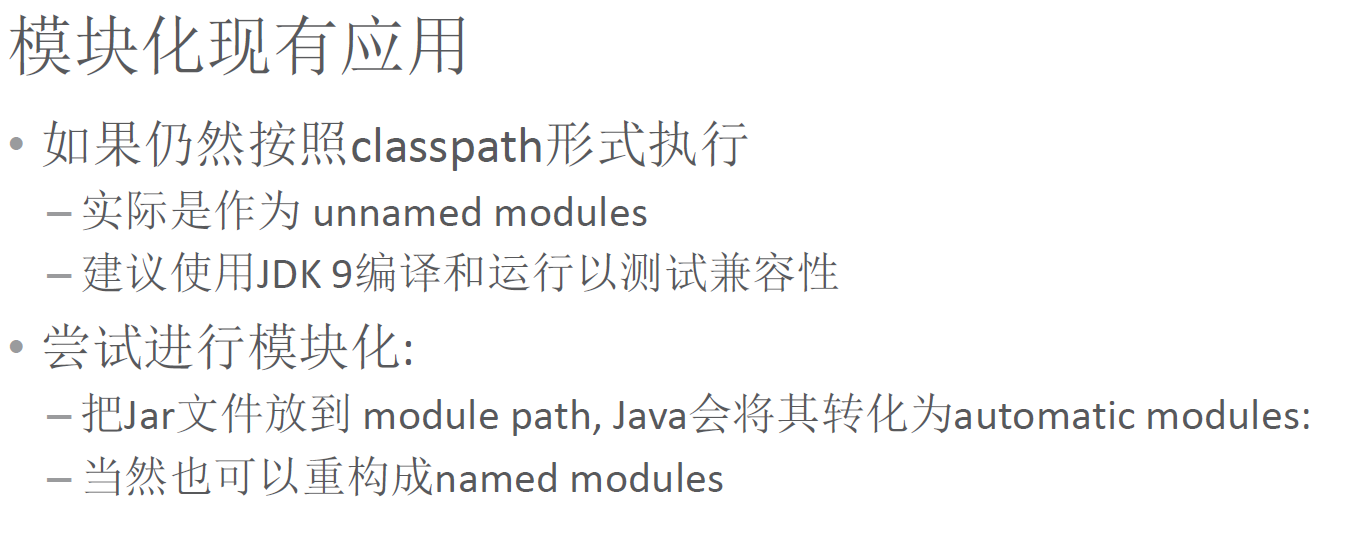 模块化现有应用
• 如果仍然按照classpath形式执行
– 实际是作为 unnamed modules
– 建议使用JDK 9编译和运行以测试兼容性
• 尝试进行模块化:
– 把Jar文件放到 module path, Java会将其转化为automatic modules:
– 当然也可以重构成named modules